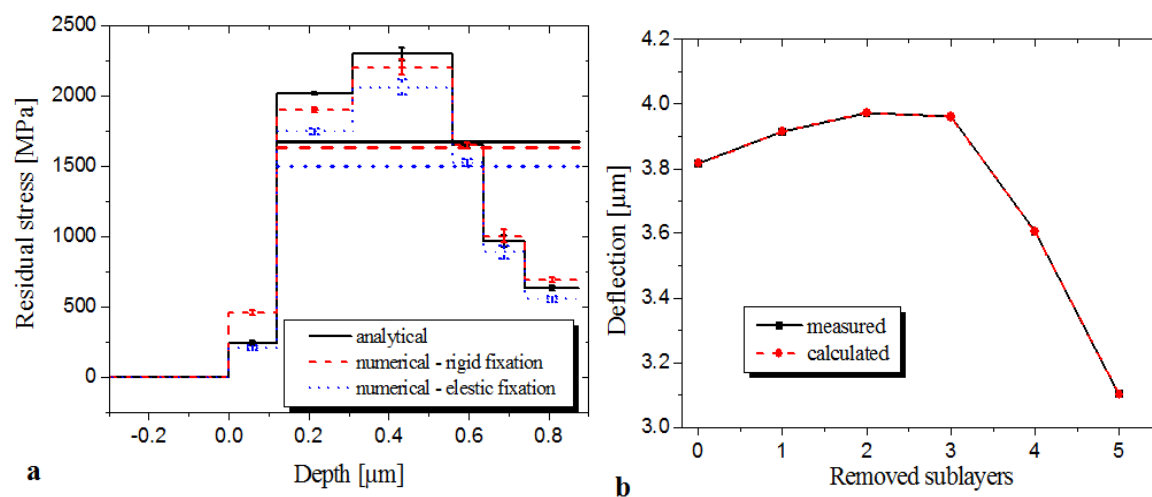 2500
2000
1500
1000
500
0
Residual stress [MPa]
analytical
numerical - rigid fixation
numerical - elestic fixation
-0.2 0.0 0.2 0.4 0.6 0.8
Depth [µm]
a
4.2
4.0
3.8
3.6
3.4
3.2
3.0
Deflection [µm]
measured
calculated
0 1 2 3 4 5
Removed sublayers
b